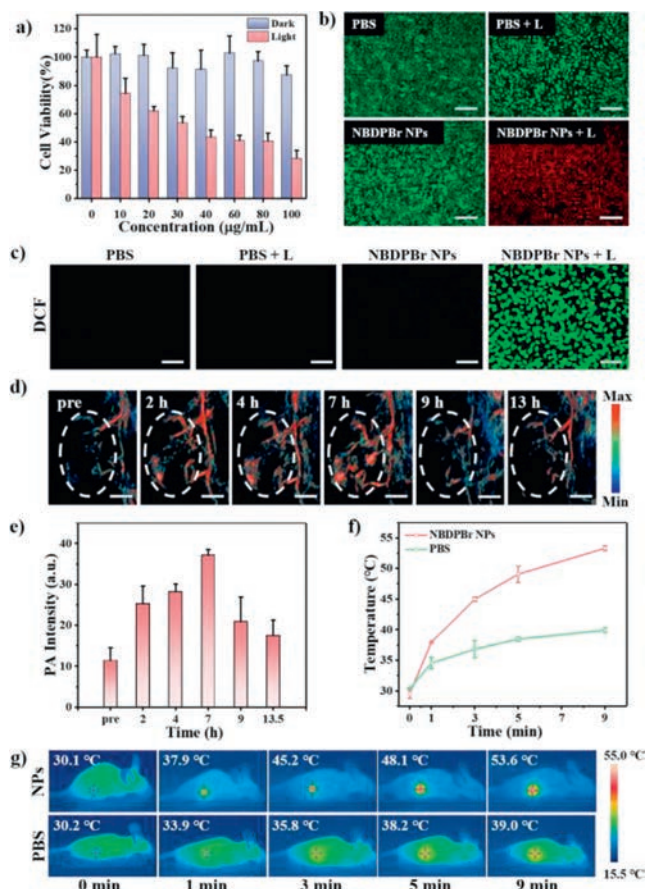 a)
Dark
Light
Cell Viability(%)
120
100
80
60
40
20
0
0 10 20 30 40 60 80 100
Concentration (μg/mL)
b)
PBS
PBS + L
NBDPBr NPs
NBDPBr NPs + L
c)
PBS
PBS + L
NBDPBr NPs
NBDPBr NPs + L
DCF
d)
pre
2 h
4 h
7 h
9 h
13 h
Max
Min
e)
PA Intensity (a.u.)
40
30
20
10
0
pre 2 4 7 9 13.5
Time (h)
f)
NBDPBr NPs
PBS
Temperature (℃)
55
50
45
40
35
30
0 1 3 5 7 9
Time (min)
g)
NPs
30.1 ℃
37.9 ℃
45.2 ℃
48.1 ℃
53.6 ℃
PBS
30.2 ℃
33.9 ℃
35.8 ℃
38.2 ℃
39.0 ℃
0 min
1 min
3 min
5 min
9 min
55.0 ℃
15.5 ℃